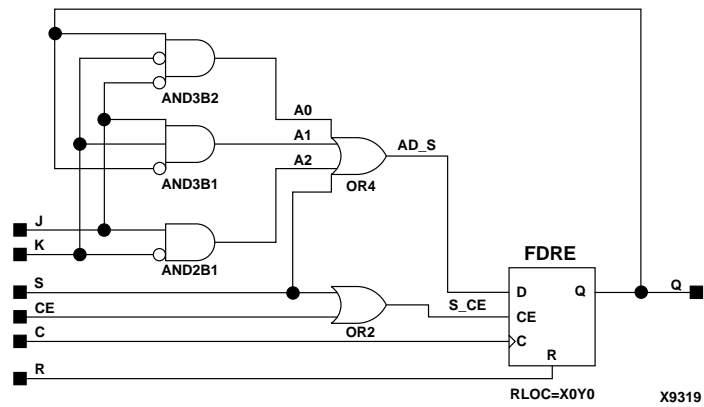 AND3B2
A0
A1
AD_S
A2
AND3B1
OR4
J
K
AND2B1
FDRE
S
D
Q
Q
S_CE
CE
CE
C
OR2
C
R
R
RLOC=X0Y0
X9319